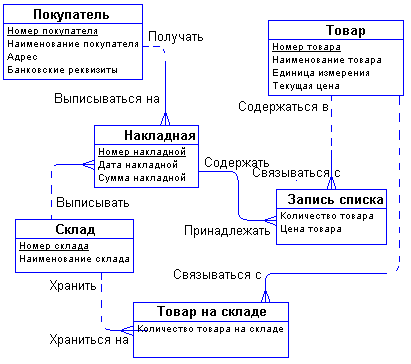 Покупатель
Номер покупателя
Наименование покупателя
Адрес
Банковские реквизиты
Получать
Выписываться на
Товар
Номер товара
Наименование товара
Единица измерения
Текущая цена
Содержаться в
Накладная
Номер накладной
Дата накладной
Сумма накладной
Содержать
Связываться с
Выписывать
Принадлежать
Запись списка
Количество товара
Цена товара
Склад
Номер склада
Наименование склада
Хранить
Связываться с
Храниться на
Товар на складе
Количество товара на складе